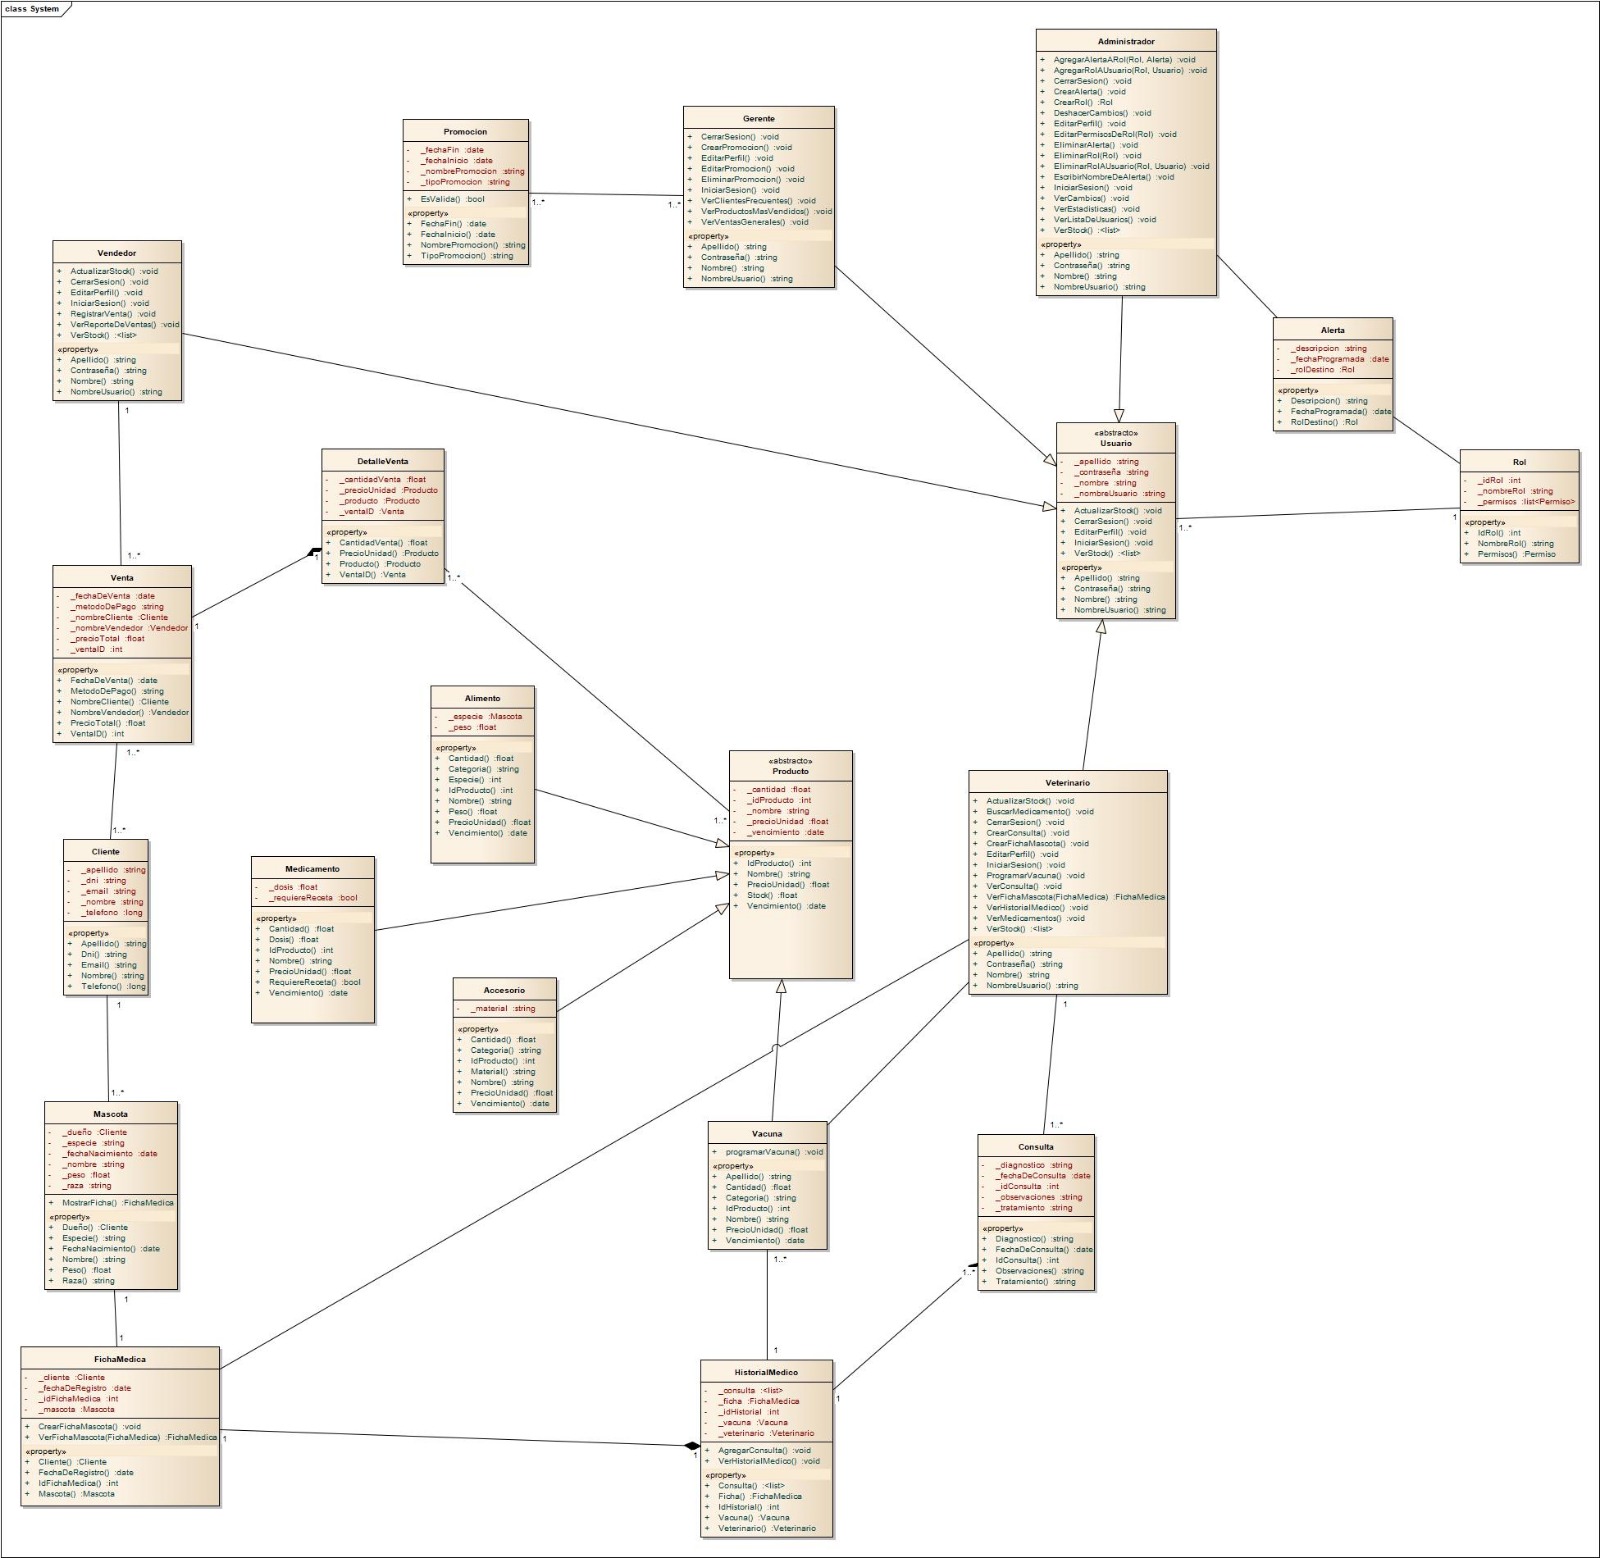 class System
Administrador
+ AgregarAlertaARol(Rol, Alerta) :void
+ AgregarRolAUsuario(Rol, Usuario) :void
+ CerrarSesion() :void
+ CrearAlerta() :void
+ CrearRol() :Rol
+ DeshacerCambios() :void
+ EditarPerfil() :void
+ EditarPermisosDeRol(Rol) :void
+ EliminarAlerta() :void
+ EliminarRol(Rol) :void
+ EliminarRolAUsuario(Rol, Usuario) :void
+ EscribirNombreDeAlerta() :void
+ IniciarSesion() :void
+ VerCambios() :void
+ VerEstadisticas() :void
+ VerListaDeUsuarios() :void
+ VerStock() :<list>
«property»
+ Apellido() :string
+ Contraseña() :string
+ Nombre() :string
+ NombreUsuario() :string
Gerente
+ CerrarSesion() :void
+ CrearPromocion() :void
+ EditarPerfil() :void
+ EditarPromocion() :void
+ EliminarPromocion() :void
+ IniciarSesion() :void
+ VerClientesFrecuentes() :void
+ VerProductosMasVendidos() :void
+ VerVentasGenerales() :void
«property»
+ Apellido() :string
+ Contraseña() :string
+ Nombre() :string
+ NombreUsuario() :string
Promocion
- _fechaFin :date
- _fechaInicio :date
- _nombrePromocion :string
- _tipoPromocion :string
+ EsValida() :bool
«property»
+ FechaFin() :date
+ FechaInicio() :date
+ NombrePromocion() :string
+ TipoPromocion() :string
1..*
1..*
Vendedor
+ ActualizarStock() :void
+ CerrarSesion() :void
+ EditarPerfil() :void
+ IniciarSesion() :void
+ RegistrarVenta() :void
+ VerReporteDeVentas() :void
+ VerStock() :<list>
«property»
+ Apellido() :string
+ Contraseña() :string
+ Nombre() :string
+ NombreUsuario() :string
1
1..*
Alerta
- _descripcion :string
- _fechaProgramada :date
- _rolDestino :Rol
«property»
+ Descripcion() :string
+ FechaProgramada() :date
+ RolDestino() :Rol
«abstracto»
Usuario
- _apellido :string
- _contraseña :string
- _nombre :string
- _nombreUsuario :string
+ ActualizarStock() :void
+ CerrarSesion() :void
+ EditarPerfil() :void
+ IniciarSesion() :void
+ VerStock() :<list>
«property»
+ Apellido() :string
+ Contraseña() :string
+ Nombre() :string
+ NombreUsuario() :string
1..*
1
Rol
- _idRol :int
- _nombreRol :string
- _permisos :list<Permiso>
«property»
+ IdRol() :int
+ NombreRol() :string
+ Permisos() :Permiso
DetalleVenta
- _cantidadVenta :float
- _precioUnidad :Producto
- _producto :Producto
- _ventaID :Venta
«property»
+ CantidadVenta() :float
+ PrecioUnidad() :Producto
+ Producto() :Producto
+ VentaID() :Venta
1
1..*
Venta
- _fechaDeVenta :date
- _metodoDePago :string
- _nombreCliente :Cliente
- _nombreVendedor :Vendedor
- _precioTotal :float
- _ventaID :int
«property»
+ FechaDeVenta() :date
+ MetodoDePago() :string
+ NombreCliente() :Cliente
+ NombreVendedor() :Vendedor
+ PrecioTotal() :float
+ VentaID() :int
1
1..*
1..*
Alimento
- _especie :Mascota
- _peso :float
«property»
+ Cantidad() :float
+ Categoria() :string
+ Especie() :int
+ IdProducto() :int
+ Nombre() :string
+ Peso() :float
+ PrecioUnidad() :float
+ Vencimiento() :date
«abstracto»
Producto
- _cantidad :float
- _idProducto :int
- _nombre :string
- _precioUnidad :float
- _vencimiento :date
«property»
+ IdProducto() :int
+ Nombre() :string
+ PrecioUnidad() :float
+ Stock() :float
+ Vencimiento() :date
1..*
Veterinario
+ ActualizarStock() :void
+ BuscarMedicamento() :void
+ CerrarSesion() :void
+ CrearConsulta() :void
+ CrearFichaMascota() :void
+ EditarPerfil() :void
+ IniciarSesion() :void
+ ProgramarVacuna() :void
+ VerConsulta() :void
+ VerFichaMascota(FichaMedica) :FichaMedica
+ VerHistorialMedico() :void
+ VerMedicamentos() :void
+ VerStock() :<list>
«property»
+ Apellido() :string
+ Contraseña() :string
+ Nombre() :string
+ NombreUsuario() :string
1
1..*
Cliente
- _apellido :string
- _dni :string
- _email :string
- _nombre :string
- _telefono :long
«property»
+ Apellido() :string
+ Dni() :string
+ Email() :string
+ Nombre() :string
+ Telefono() :long
1
1..*
Medicamento
- _dosis :float
- _requiereReceta :bool
«property»
+ Cantidad() :float
+ Dosis() :float
+ IdProducto() :int
+ Nombre() :string
+ PrecioUnidad() :float
+ RequiereReceta() :bool
+ Vencimiento() :date
Accesorio
- _material :string
«property»
+ Cantidad() :float
+ Categoria() :string
+ IdProducto() :int
+ Material() :string
+ Nombre() :string
+ PrecioUnidad() :float
+ Vencimiento() :date
Mascota
- _dueño :Cliente
- _especie :string
- _fechaNacimiento :date
- _nombre :string
- _peso :float
- _raza :string
+ MostrarFicha() :FichaMedica
«property»
+ Dueño() :Cliente
+ Especie() :string
+ FechaNacimiento() :date
+ Nombre() :string
+ Peso() :float
+ Raza() :string
1
1
Vacuna
+ programarVacuna() :void
«property»
+ Apellido() :string
+ Cantidad() :float
+ Categoria() :string
+ IdProducto() :int
+ Nombre() :string
+ PrecioUnidad() :float
+ Vencimiento() :date
1..*
1
Consulta
- _diagnostico :string
- _fechaDeConsulta :date
- _idConsulta :int
- _observaciones :string
- _tratamiento :string
«property»
+ Diagnostico() :string
+ FechaDeConsulta() :date
+ IdConsulta() :int
+ Observaciones() :string
+ Tratamiento() :string
1..*
1
FichaMedica
- _cliente :Cliente
- _fechaDeRegistro :date
- _idFichaMedica :int
- _mascota :Mascota
+ CrearFichaMascota() :void
+ VerFichaMascota(FichaMedica) :FichaMedica
«property»
+ Cliente() :Cliente
+ FechaDeRegistro() :date
+ IdFichaMedica() :int
+ Mascota() :Mascota
1
1
HistorialMedico
- _consulta :<list>
- _ficha :FichaMedica
- _idHistorial :int
- _vacuna :Vacuna
- _veterinario :Veterinario
+ AgregarConsulta() :void
+ VerHistorialMedico() :void
«property»
+ Consulta() :<list>
+ Ficha() :FichaMedica
+ IdHistorial() :int
+ Vacuna() :Vacuna
+ Veterinario() :Veterinario